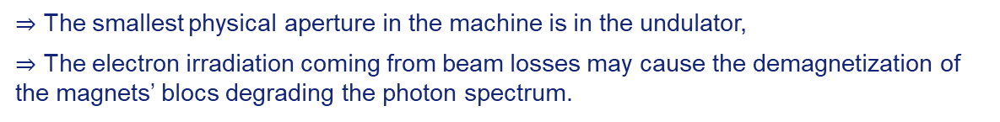 ⇒ The smallest physical aperture in the machine is in the undulator,
⇒ The electron irradiation coming from beam losses may cause the demagnetization of
the magnets’ blocs degrading the photon spectrum.